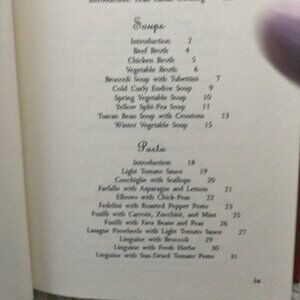 Introduction:
Soups
Introduction 2
Beef Broth 4
Chicken Broth 5
Vegetable Broth 6
Broccoli Soup with Tubettini 7
Cold Curly Endive Soup 9
Spring Vegetable Soup 10
Yellow Split-Pea Soup 11
Tuscan Bean Soup with Croutons 13
Winter Vegetable Soup 15
Pasta
Introduction 18
Light Tomato Sauce 19
Conchiglie with Scallops 20
Farfalle with Asparagus and Lemon 21
Elbows with Chick-Peas 22
Fedelini with Roasted Pepper Pesto 23
Fusilli with Carrots, Zucchini, and Mint 25
Fusilli with Fava Beans and Peas 26
Lasagne Pinwheels with Light Tomato Sauce 27
Linguine with Broccoli 29
Linguine with Fresh Herbs 30
Linguine with Sun-Dried Tomato Pesto 31
ix